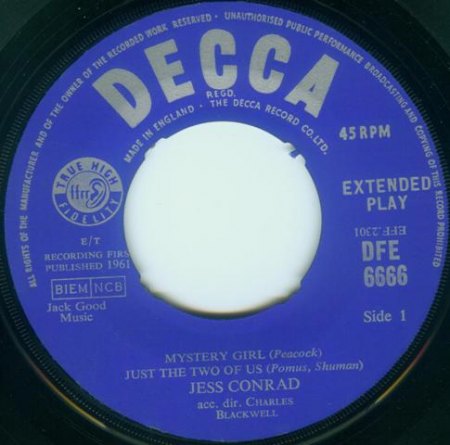 ALL RIGHTS OF THE MANUFACTURER AND OF THE OWNER OF THE RECORDED WORK RESERVED · UNAUTHORISED PUBLIC PERFORMANCE BROADCASTING AND COPYING OF THIS RECORD PROHIBITED
DECCA
REGD.
MADE IN ENGLAND · THE DECCA RECORD CO. LTD.
45 RPM
TRUE HIGH
ffrr
FIDELITY
EXTENDED
PLAY
EFF.2301
DFE
6666
E/T
RECORDING FIRST
PUBLISHED 1961
BIEM NCB
Jack Good
Music
Side 1
MYSTERY GIRL (Peacock)
JUST THE TWO OF US (Pomus, Shuman)
JESS CONRAD
acc. dir. CHARLES
BLACKWELL